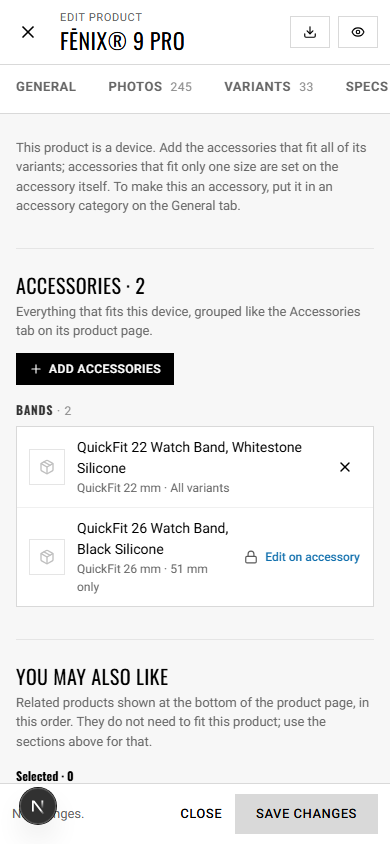 EDIT PRODUCT
FĒNIX® 9 PRO
GENERAL PHOTOS 245 VARIANTS 33 SPECS
This product is a device. Add the accessories that fit all of its
variants; accessories that fit only one size are set on the
accessory itself. To make this an accessory, put it in an
accessory category on the General tab.
ACCESSORIES · 2
Everything that fits this device, grouped like the Accessories
tab on its product page.
+ ADD ACCESSORIES
BANDS · 2
QuickFit 22 Watch Band, Whitestone
Silicone
QuickFit 22 mm · All variants
QuickFit 26 Watch Band,
Black Silicone
QuickFit 26 mm · 51 mm
only
Edit on accessory
YOU MAY ALSO LIKE
Related products shown at the bottom of the product page, in
this order. They do not need to fit this product; use the
sections above for that.
Selected · 0
N
CLOSE
SAVE CHANGES